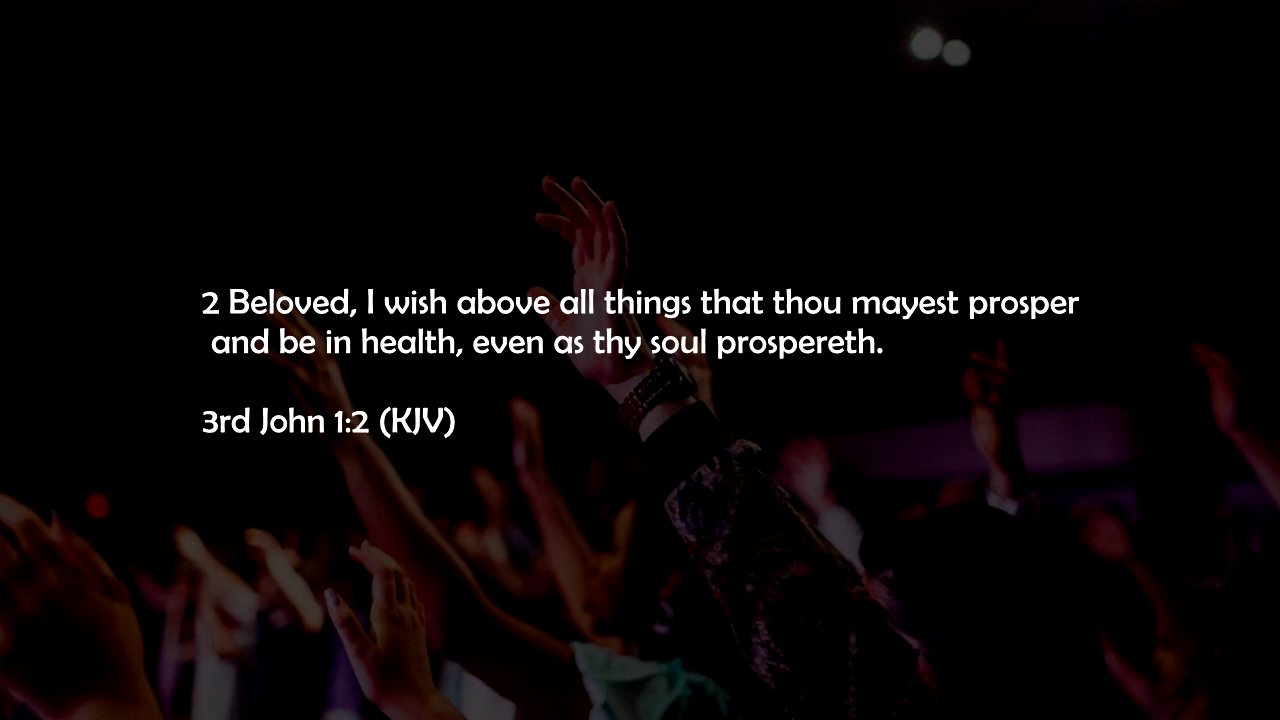 2 Beloved, I wish above all things that thou mayest prosper
and be in health, even as thy soul prospereth.
3rd John 1:2 (KJV)